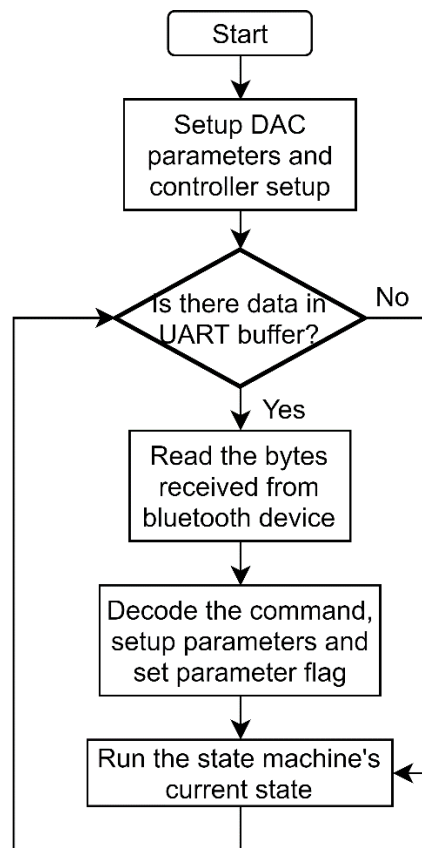 Start
Setup DAC
parameters and
controller setup
Is there data in
UART buffer?
No
Yes
Read the bytes
received from
bluetooth device
Decode the command,
setup parameters and
set parameter flag
Run the state machine's
current state